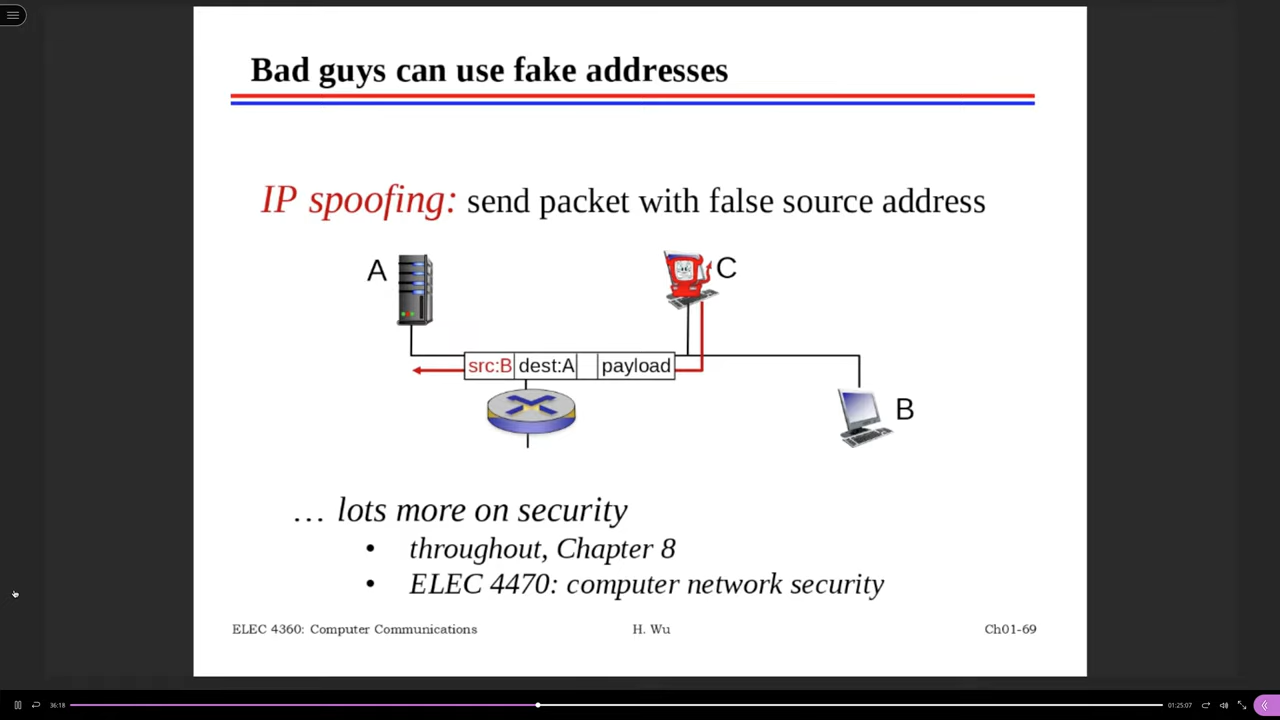 Bad guys can use fake addresses
IP spoofing: send packet with false source address
A
C
src:B dest:A payload
B
… lots more on security
• throughout, Chapter 8
• ELEC 4470: computer network security
ELEC 4360: Computer Communications H. Wu Ch01-69
36:18 01:25:07